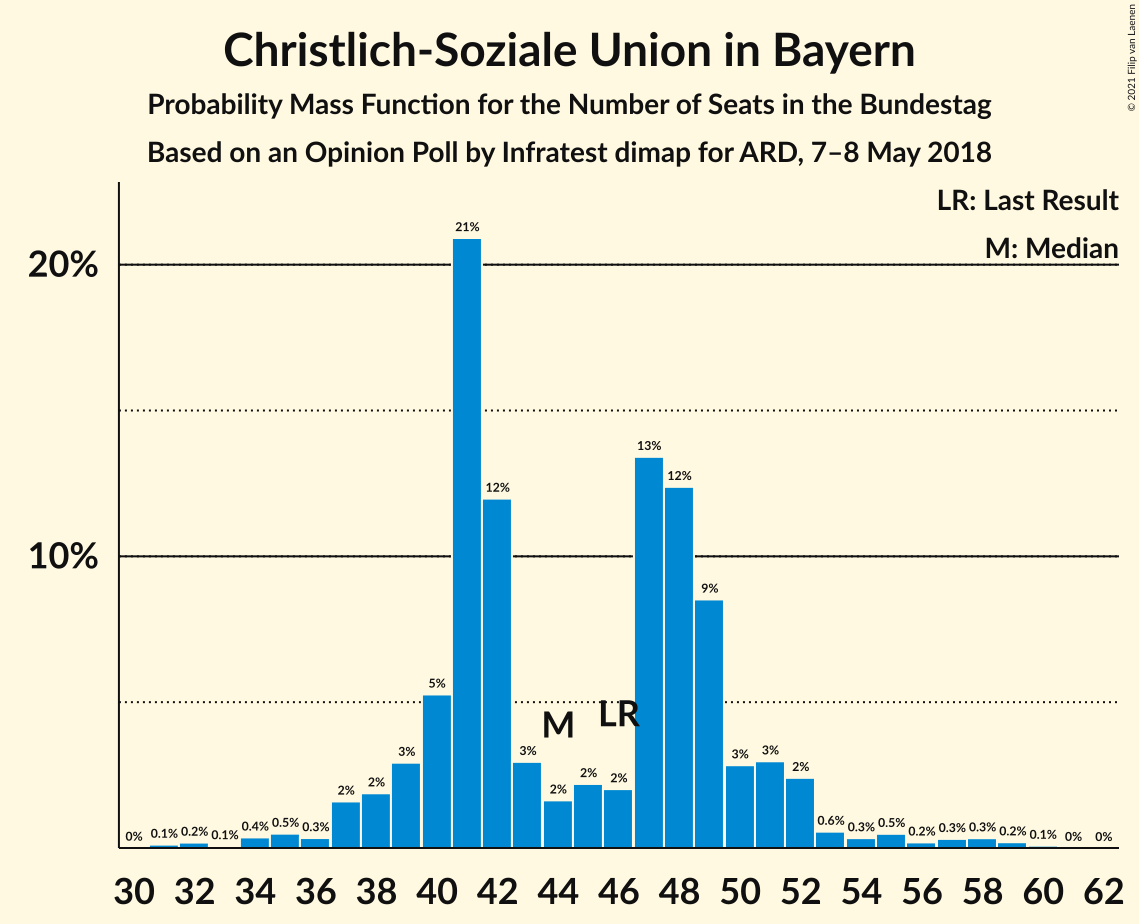 Christlich-Soziale Union in Bayern
Probability Mass Function for the Number of Seats in the Bundestag
Based on an Opinion Poll by Infratest dimap for ARD, 7–8 May 2018
© 2021 Filip van Laenen
LR: Last Result
M: Median
20%
10%
0% 0.1% 0.2% 0.1% 0.4% 0.5% 0.3% 2% 2% 3% 5% 21% 12% 3% 2% 2% 2% 13% 12% 9% 3% 3% 2% 0.6% 0.3% 0.5% 0.2% 0.3% 0.3% 0.2% 0.1% 0% 0%
M LR
30 32 34 36 38 40 42 44 46 48 50 52 54 56 58 60 62